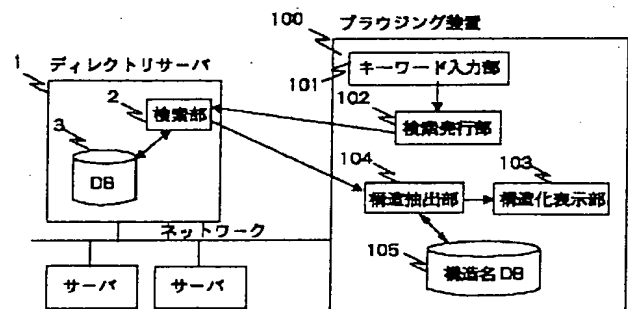 ブラウジング装置
100
ディレクトリサーバ
1
キーワード入力部
101
2
検索部
102
検索発行部
3
DB
104
103
構造抽出部
構造化表示部
ネットワーク
105
構造名DB
サーバ
サーバ